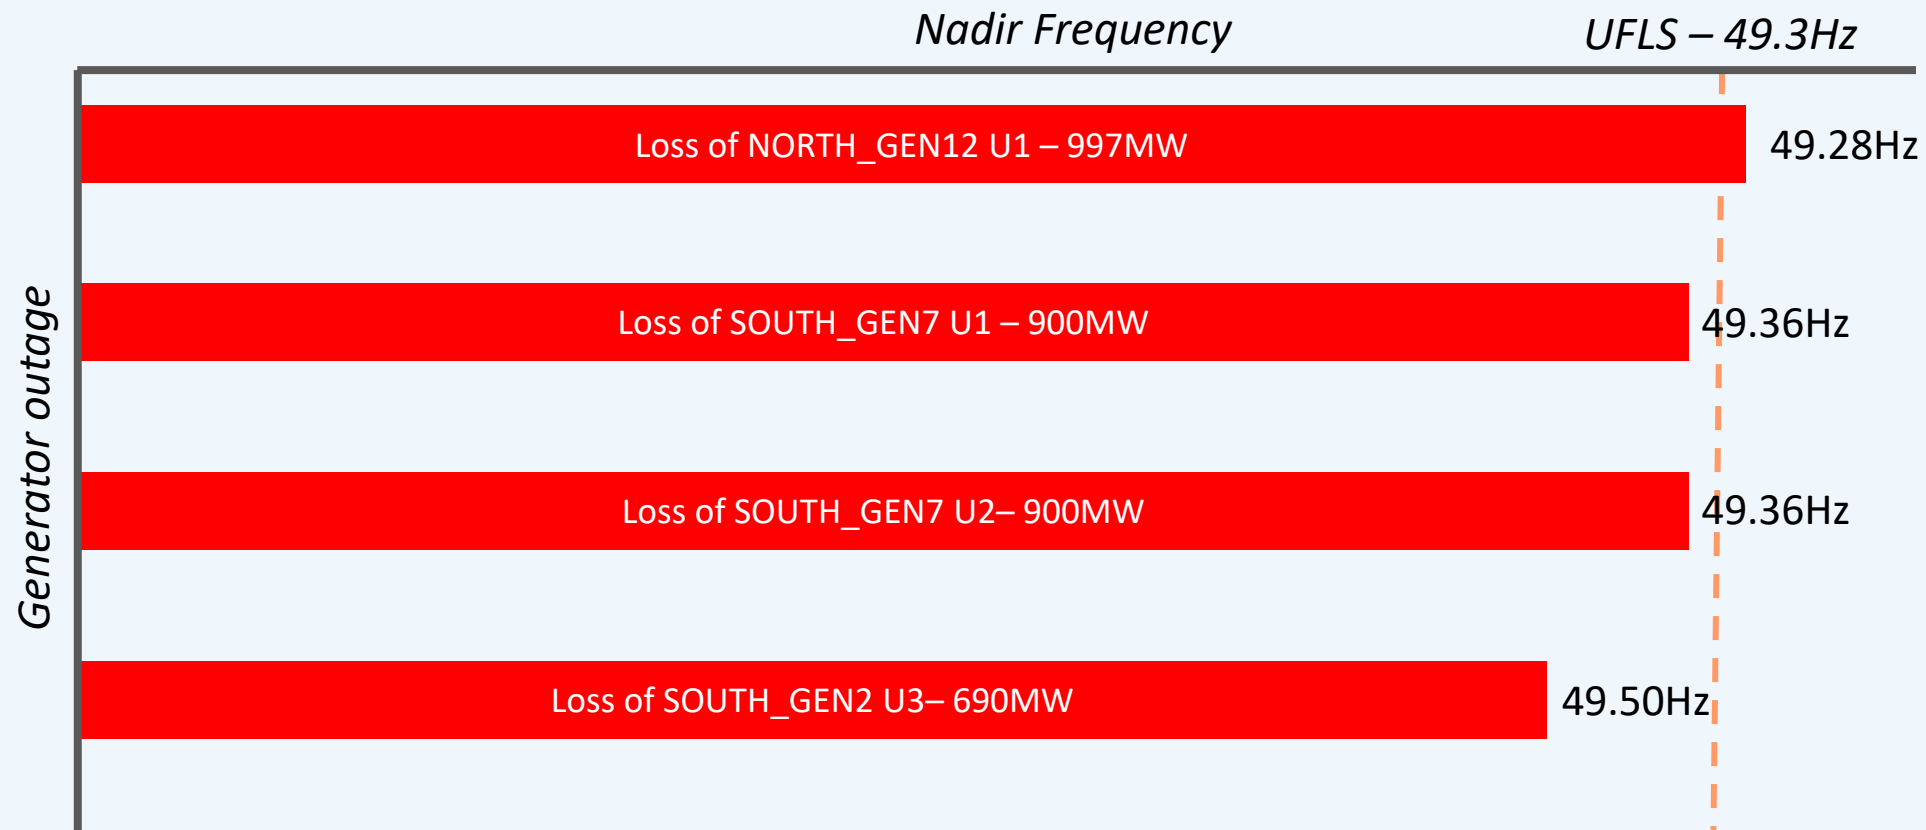 Nadir Frequency
UFLS – 49.3Hz
Loss of NORTH_GEN12 U1 – 997MW
49.28Hz
Loss of SOUTH_GEN7 U1 – 900MW
49.36Hz
Generator outage
Loss of SOUTH_GEN7 U2– 900MW
49.36Hz
Loss of SOUTH_GEN2 U3– 690MW
49.50Hz